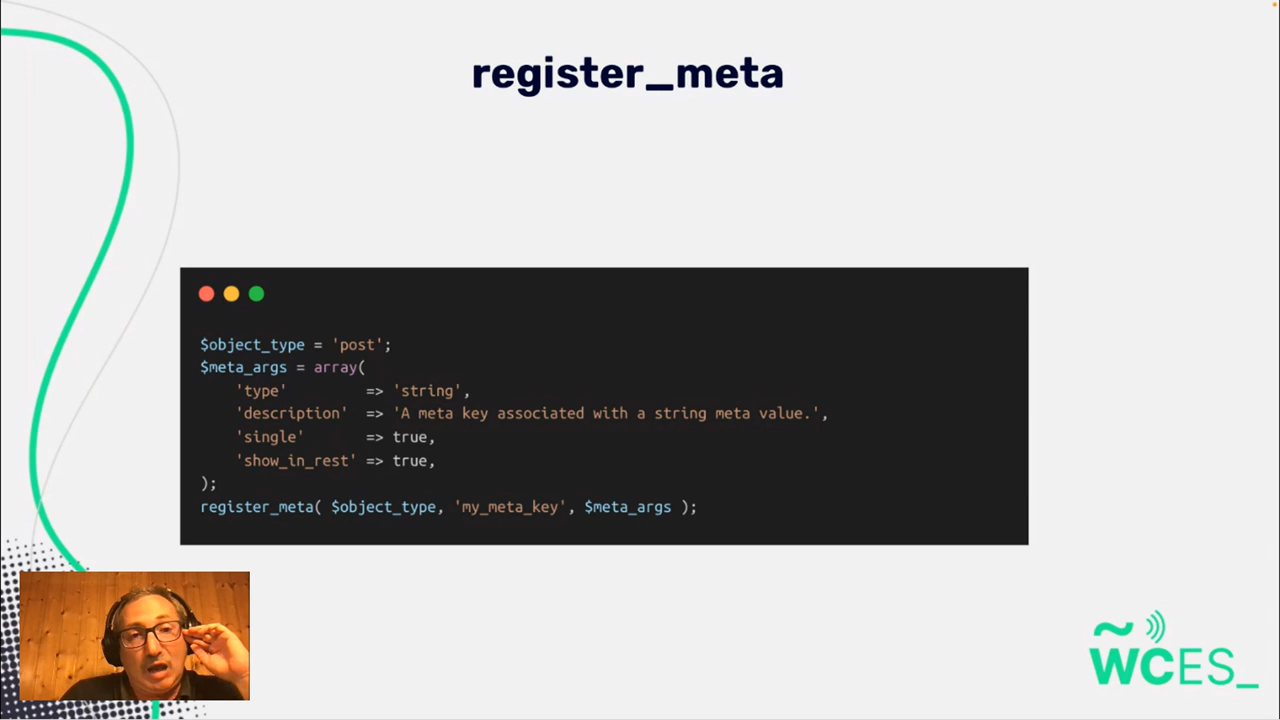 register_meta
$object_type = 'post';
$meta_args = array(
    'type'         => 'string',
    'description'  => 'A meta key associated with a string meta value.',
    'single'       => true,
    'show_in_rest' => true,
);
register_meta( $object_type, 'my_meta_key', $meta_args );
WCES_